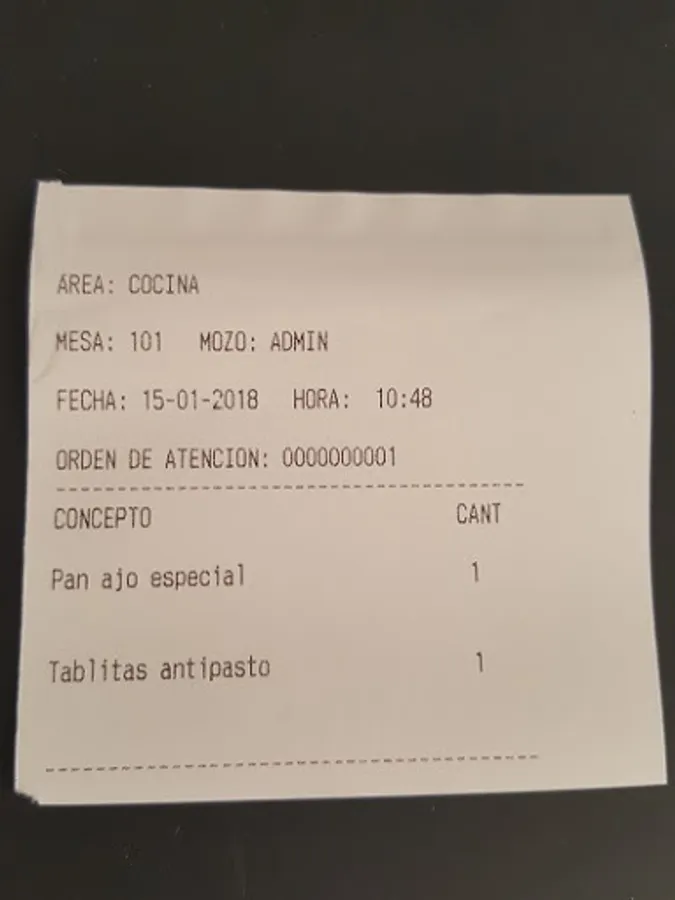 ÁREA: COCINA
MESA: 101 MOZO: ADMIN
FECHA: 15-01-2018 HORA: 10:48
ORDEN DE ATENCION: 0000000001
CONCEPTO CANT
Pan ajo especial 1
Tablitas antipasto 1